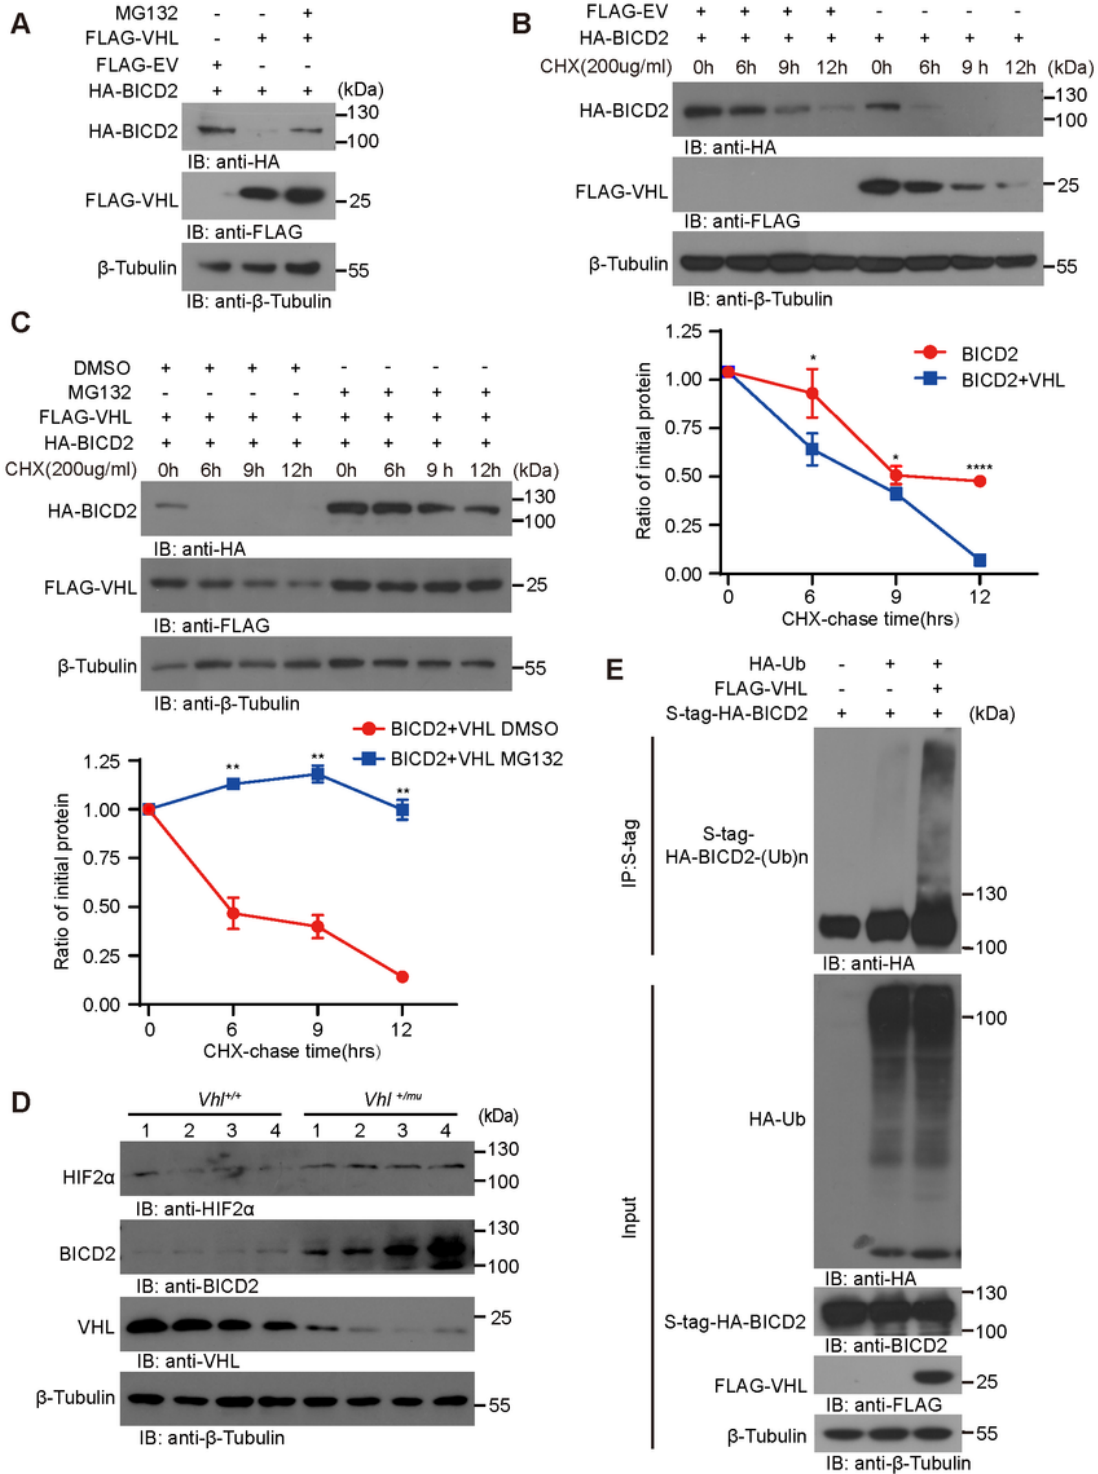 A
MG132 - - +
FLAG-VHL - + +
FLAG-EV + - -
HA-BICD2 + + + (kDa)
HA-BICD2
130
100
IB: anti-HA
FLAG-VHL
25
IB: anti-FLAG
β-Tubulin
55
IB: anti-β-Tubulin
B
FLAG-EV + + + + - - - -
HA-BICD2 + + + + + + + +
CHX(200ug/ml) 0h 6h 9h 12h 0h 6h 9 h 12h (kDa)
HA-BICD2
130
100
IB: anti-HA
FLAG-VHL
25
IB: anti-FLAG
β-Tubulin
55
IB: anti-β-Tubulin
1.25
1.00
0.75
0.50
0.25
0.00
Ratio of initial protein
BICD2
BICD2+VHL
*
*
****
0 6 9 12
CHX-chase time(hrs)
C
DMSO + + + + - - - -
MG132 - - - - + + + +
FLAG-VHL + + + + + + + +
HA-BICD2 + + + + + + + +
CHX(200ug/ml) 0h 6h 9h 12h 0h 6h 9 h 12h (kDa)
HA-BICD2
130
100
IB: anti-HA
FLAG-VHL
25
IB: anti-FLAG
β-Tubulin
55
IB: anti-β-Tubulin
BICD2+VHL DMSO
BICD2+VHL MG132
1.25
1.00
0.75
0.50
0.25
0.00
Ratio of initial protein
**
**
**
0 6 9 12
CHX-chase time(hrs)
D
Vhl+/+ Vhl +/mu (kDa)
1 2 3 4 1 2 3 4
HIF2α
130
100
IB: anti-HIF2α
BICD2
130
100
IB: anti-BICD2
VHL
25
IB: anti-VHL
β-Tubulin
55
IB: anti-β-Tubulin
E
HA-Ub - + +
FLAG-VHL - - +
S-tag-HA-BICD2 + + + (kDa)
IP:S-tag
S-tag-
HA-BICD2-(Ub)n
130
100
IB: anti-HA
Input
100
HA-Ub
IB: anti-HA
S-tag-HA-BICD2
130
100
IB: anti-BICD2
FLAG-VHL
25
IB: anti-FLAG
β-Tubulin
55
IB: anti-β-Tubulin